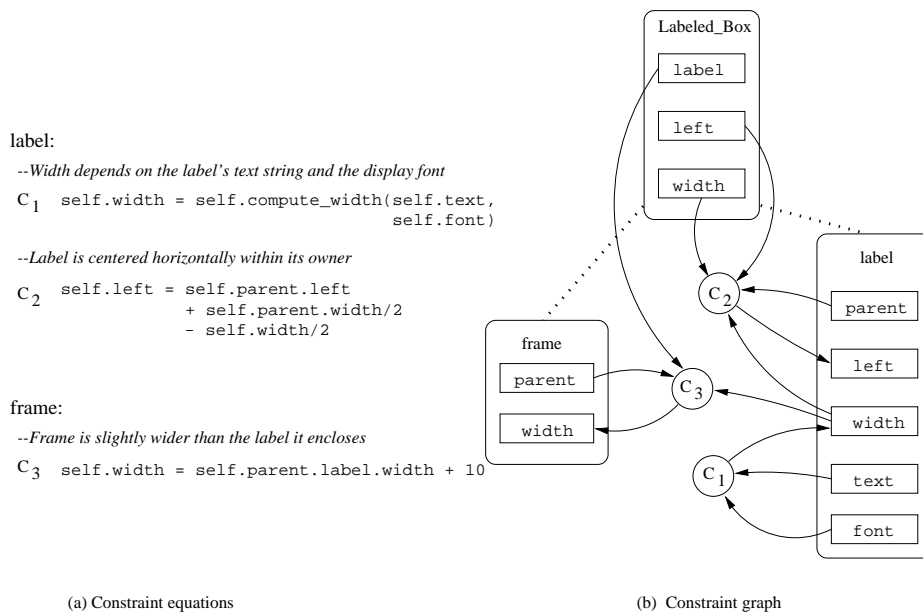 label:
--Width depends on the label's text string and the display font
C1 self.width = self.compute_width(self.text,
self.font)
--Label is centered horizontally within its owner
C2 self.left = self.parent.left
+ self.parent.width/2
- self.width/2
frame:
--Frame is slightly wider than the label it encloses
C3 self.width = self.parent.label.width + 10
(a) Constraint equations
Labeled_Box
label
left
width
C2
label
parent
left
width
text
font
frame
parent
width
C3
C1
(b) Constraint graph